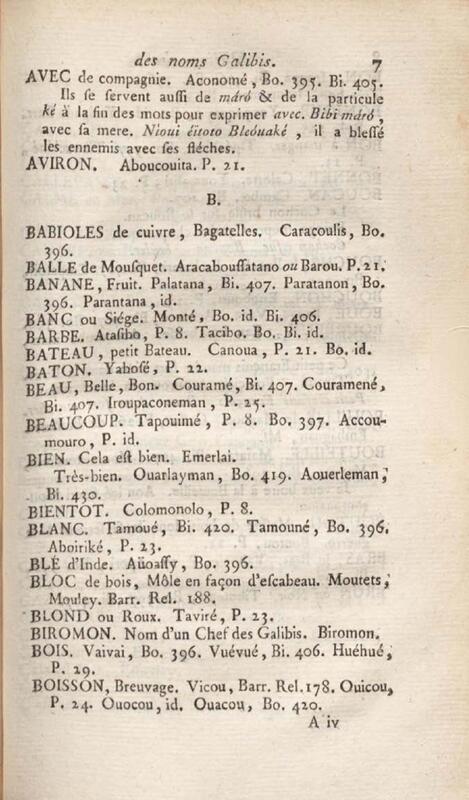 des noms Galibis. 7
AVEC de compagnie. Aconomé, Bo. 395. Bi. 405.
Ils ſe ſervent auſſi de máró & de la particule
ké à la fin des mots pour exprimer avec. Bibi máró,
avec ſa mere. Nioui éitoto Bleóuaké, il a bleſſé
les ennemis avec ſes fléches.
AVIRON. Aboucouita. P. 21.
B.
BABIOLES de cuivre, Bagatelles. Caracoulis, Bo.
396.
BALLE de Mouſquet. Aracabouſſatano ou Barou. P. 21.
BANANE, Fruit. Palatana, Bi. 407. Paratanon, Bo.
396. Parantana, id.
BANC ou Siége. Monté, Bo. id. Bi. 406.
BARBE. Ataſibo, P. 8. Tacibo. Bo. Bi. id.
BATEAU, petit Bateau. Canoua, P. 21. Bo. id.
BATON. Yaboſé, P. 22.
BEAU, Belle, Bon. Couramé, Bi. 407. Couramené,
Bi. 407. Iroupaconeman, P. 25.
BEAUCOUP. Tapouimé, P. 8. Bo. 397. Accou-
mouro, P. id.
BIEN. Cela eſt bien. Emerlai.
Très-bien. Ouarlayman, Bo. 419. Aouerleman,
Bi. 430.
BIENTOT. Colomonolo, P. 8.
BLANC. Tamoué, Bi. 420. Tamouné, Bo. 396.
Aboiriké, P. 23.
BLÉ d'Inde. Aüoaſſy, Bo. 396.
BLOC de bois, Môle en façon d'eſcabeau. Moutets,
Mouley. Barr. Rel. 188.
BLOND ou Roux. Taviré, P. 23.
BIROMON. Nom d'un Chef des Galibis. Biromon.
BOIS. Vaivai, Bo. 396. Vuévué, Bi. 406. Huéhué,
P. 29.
BOISSON, Breuvage. Vicou, Barr. Rel. 178. Ouicou,
P. 24. Ouocou, id. Ouacou, Bo. 420.
A iv